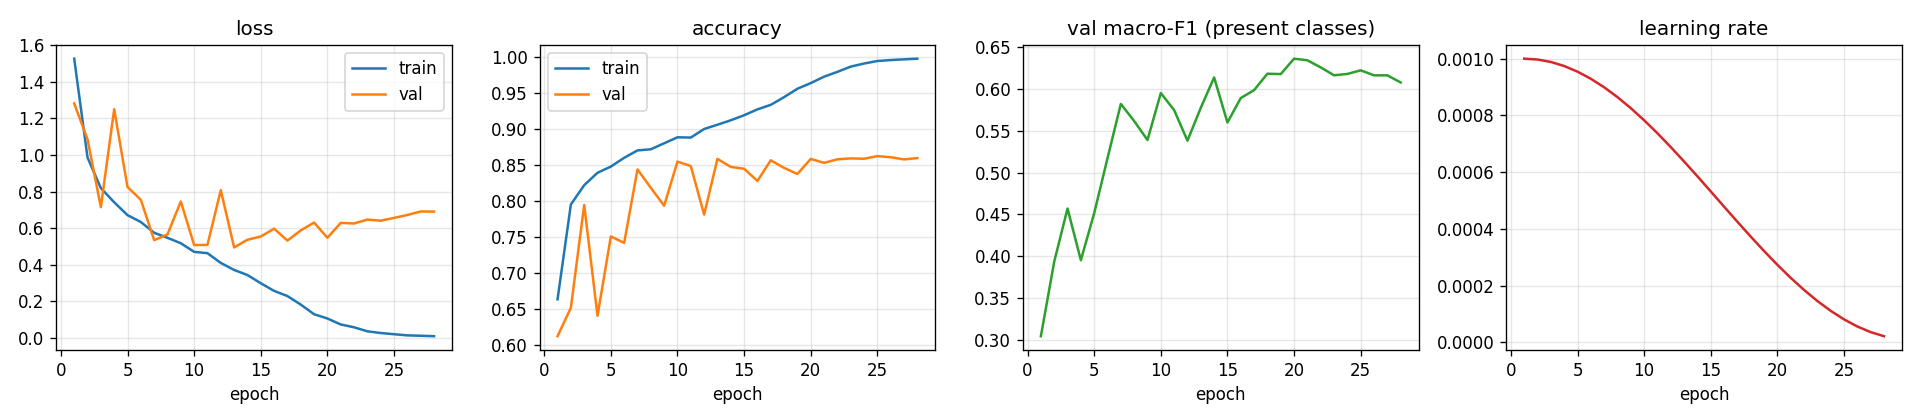 loss
1.6
1.4
1.2
1.0
0.8
0.6
0.4
0.2
0.0
0 5 10 15 20 25
epoch
train
val
accuracy
1.00
0.95
0.90
0.85
0.80
0.75
0.70
0.65
0.60
0 5 10 15 20 25
epoch
train
val
val macro-F1 (present classes)
0.65
0.60
0.55
0.50
0.45
0.40
0.35
0.30
0 5 10 15 20 25
epoch
learning rate
0.0010
0.0008
0.0006
0.0004
0.0002
0.0000
0 5 10 15 20 25
epoch